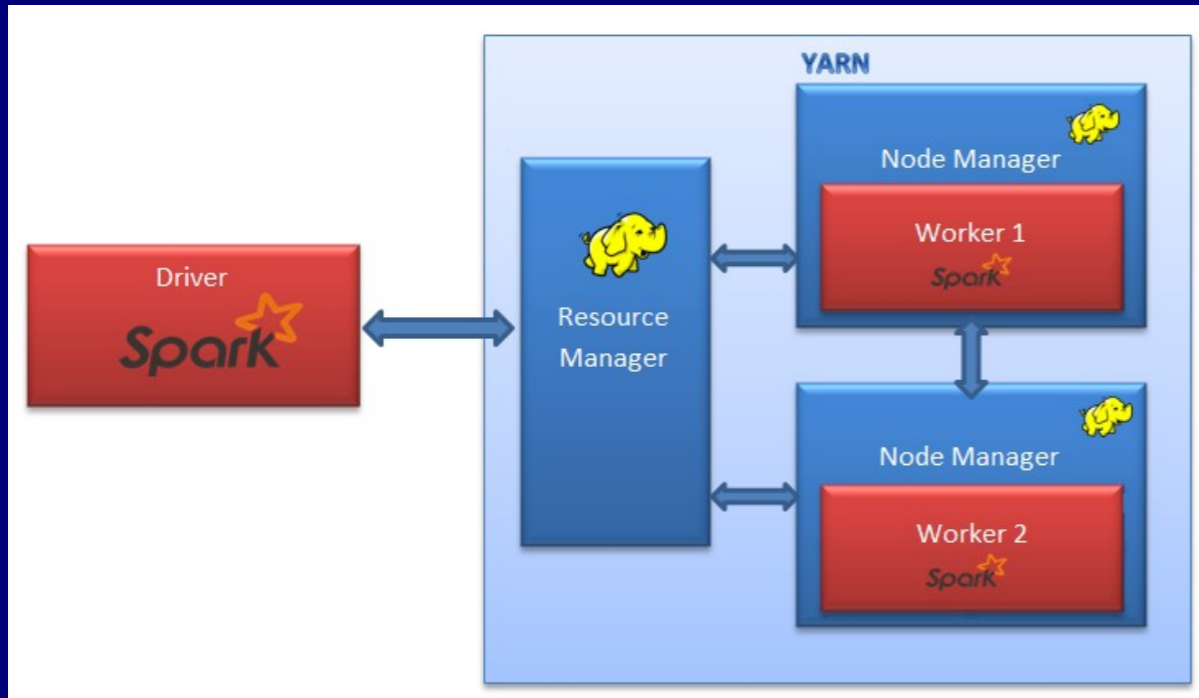 YARN
Driver
Spark
Resource
Manager
Node Manager
Worker 1
Spark
Node Manager
Worker 2
Spark